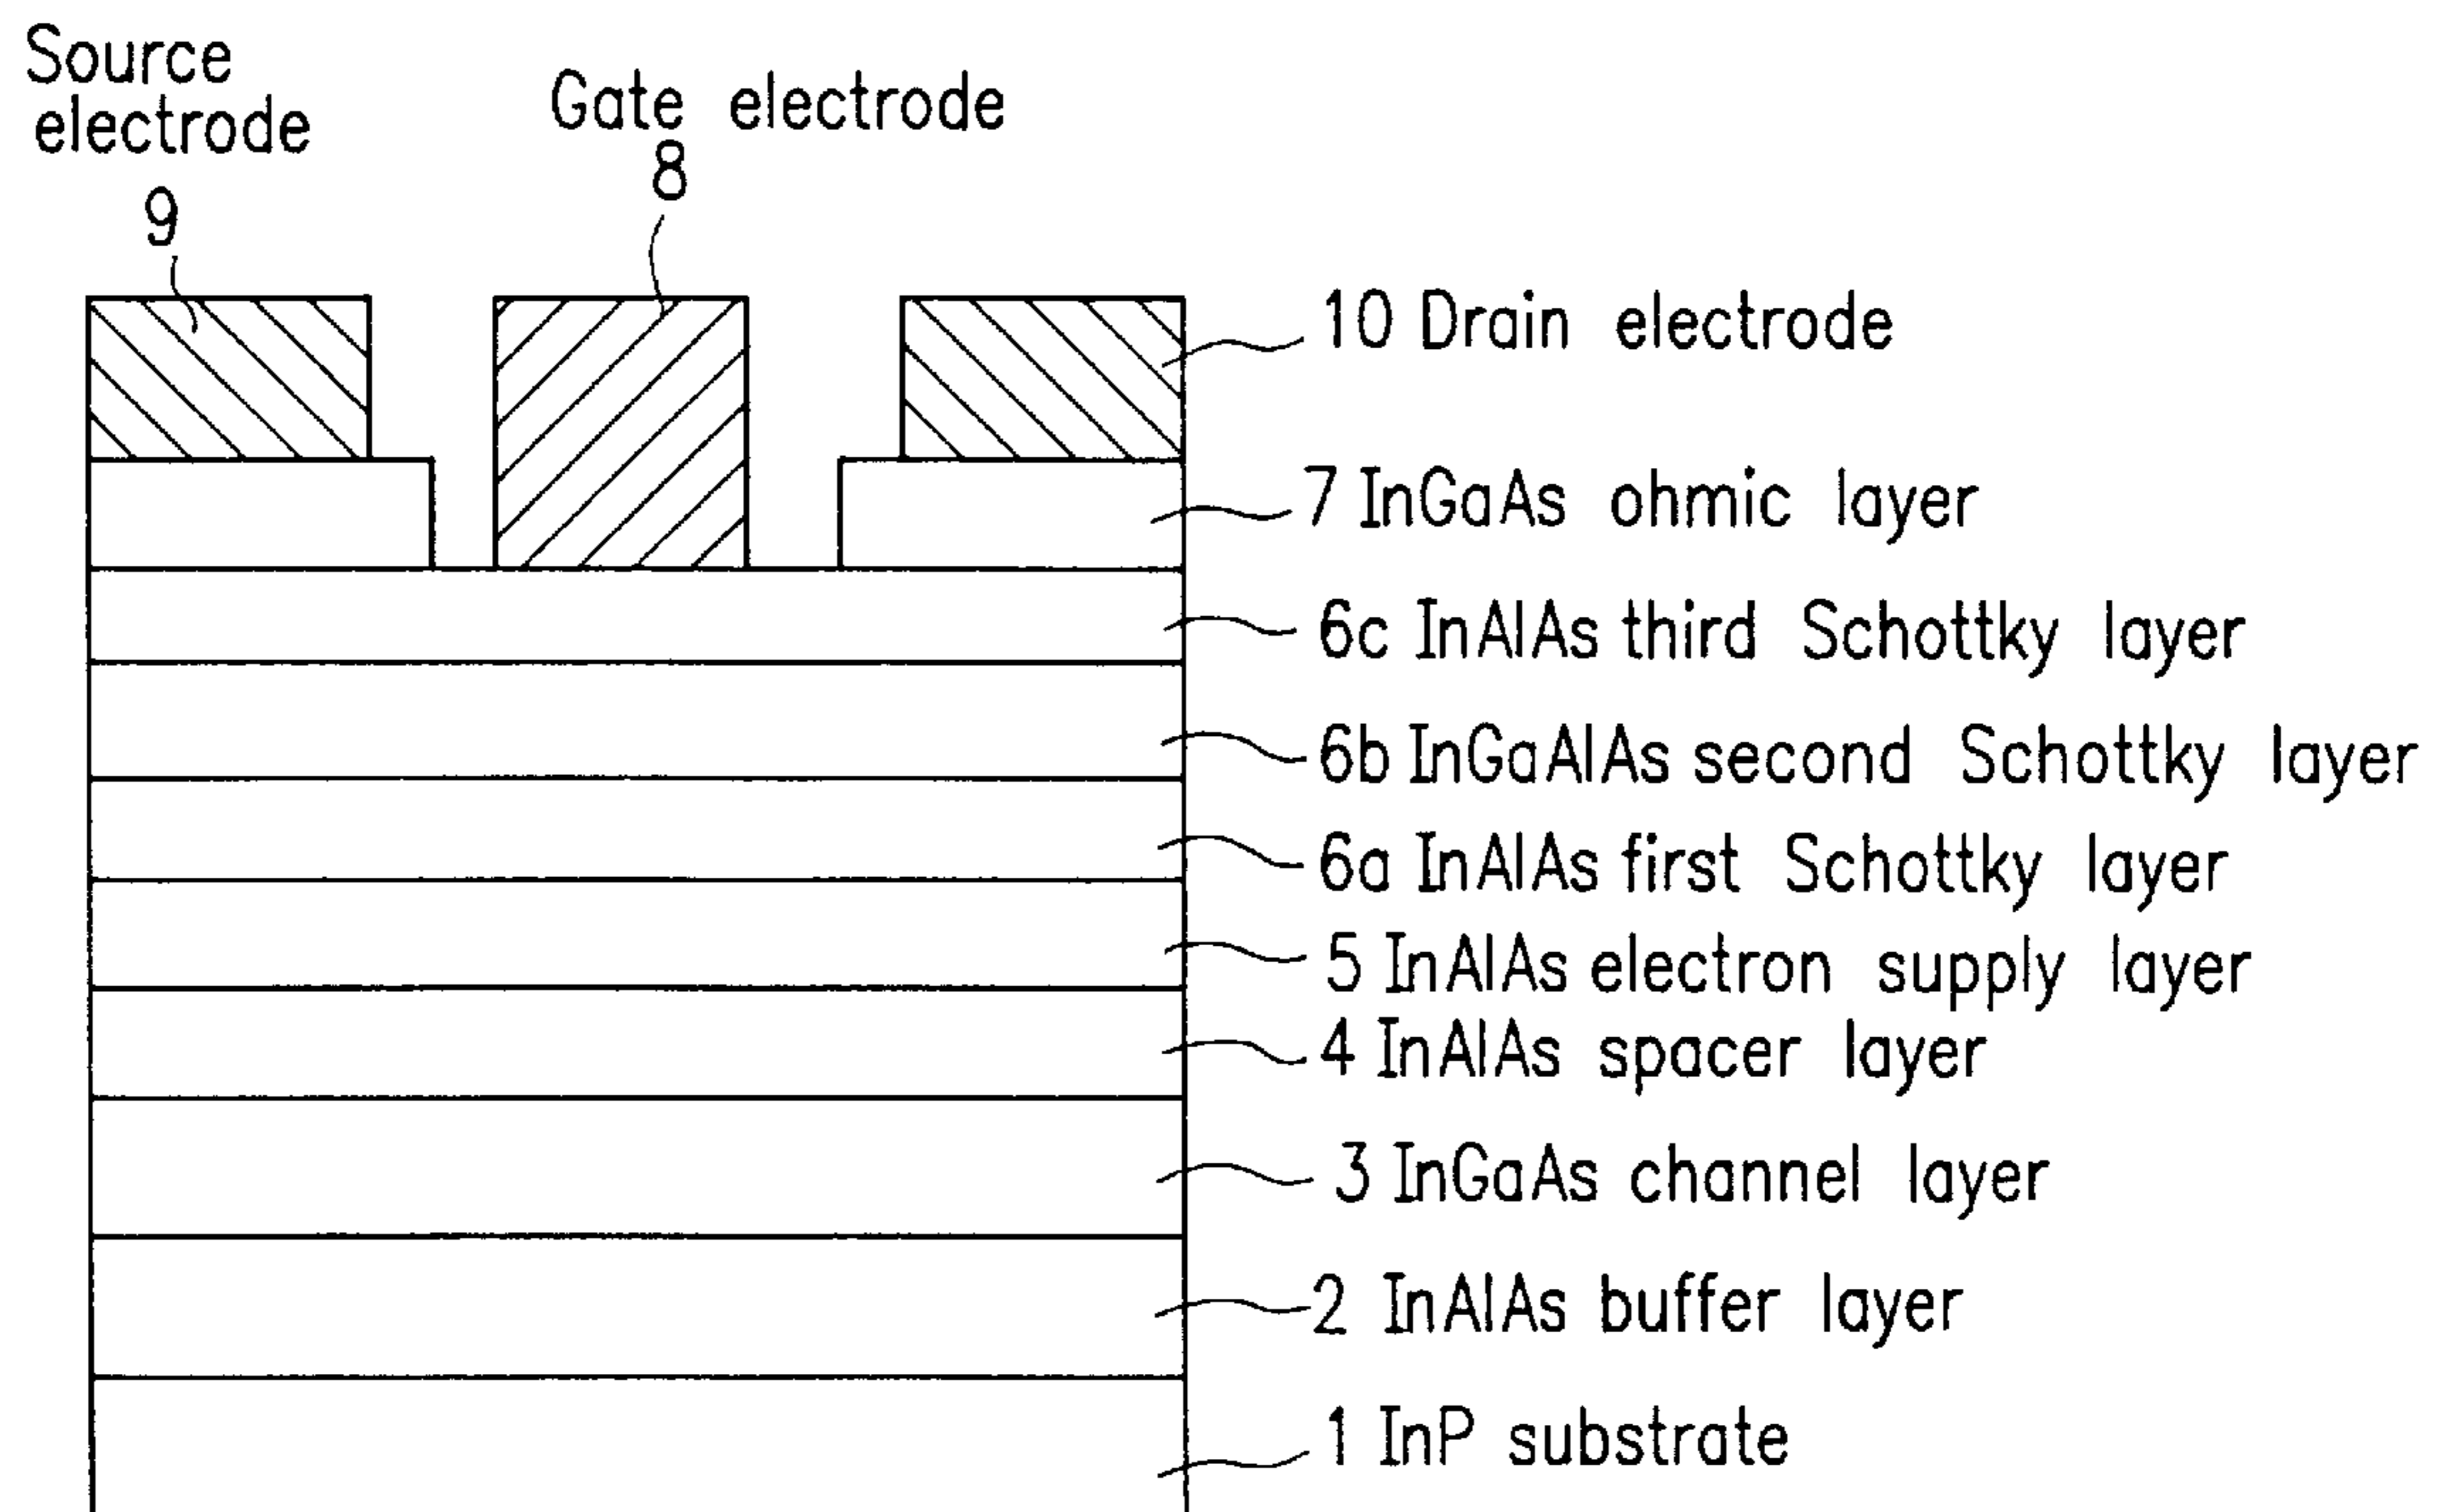 Source
electrode
9
Gate electrode
8
10 Drain electrode
7 InGaAs ohmic layer
6c InAlAs third Schottky layer
6b InGaAlAs second Schottky layer
6a InAlAs first Schottky layer
5 InAlAs electron supply layer
4 InAlAs spacer layer
3 InGaAs channel layer
2 InAlAs buffer layer
1 InP substrate